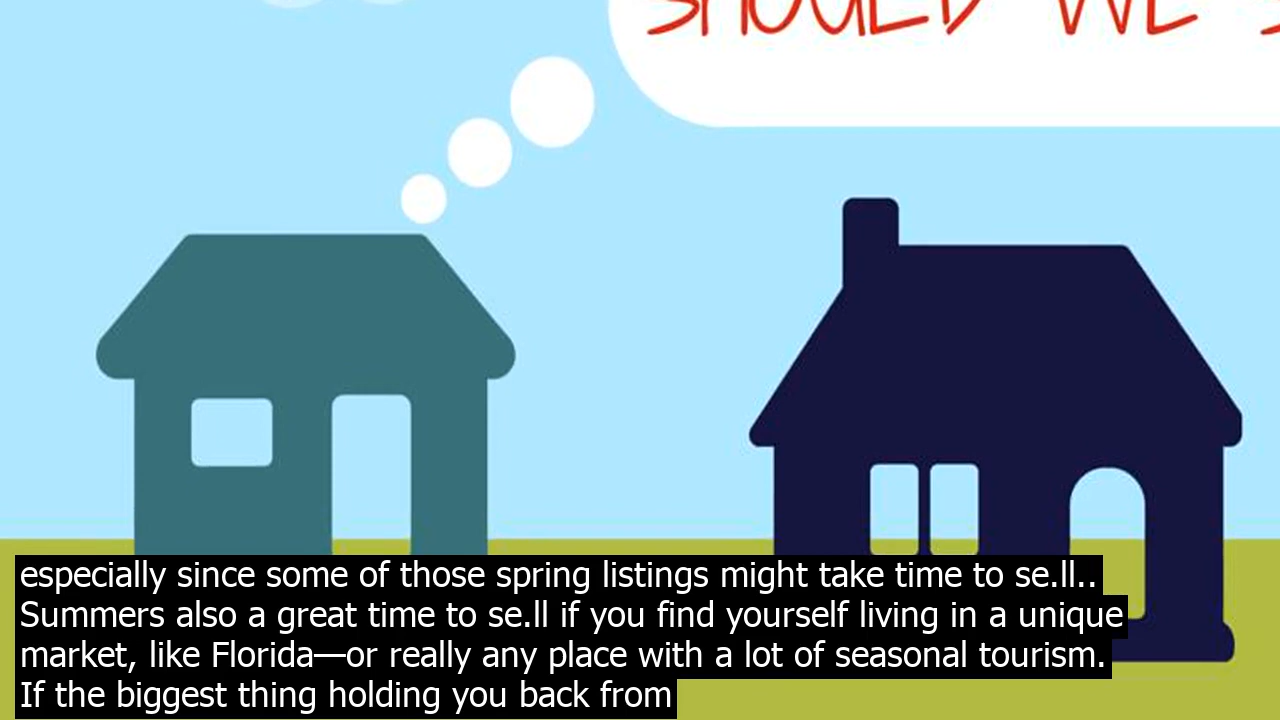 SHOULD WE
especially since some of those spring listings might take time to se.ll..
Summers also a great time to se.ll if you find yourself living in a unique
market, like Florida—or really any place with a lot of seasonal tourism.
If the biggest thing holding you back from